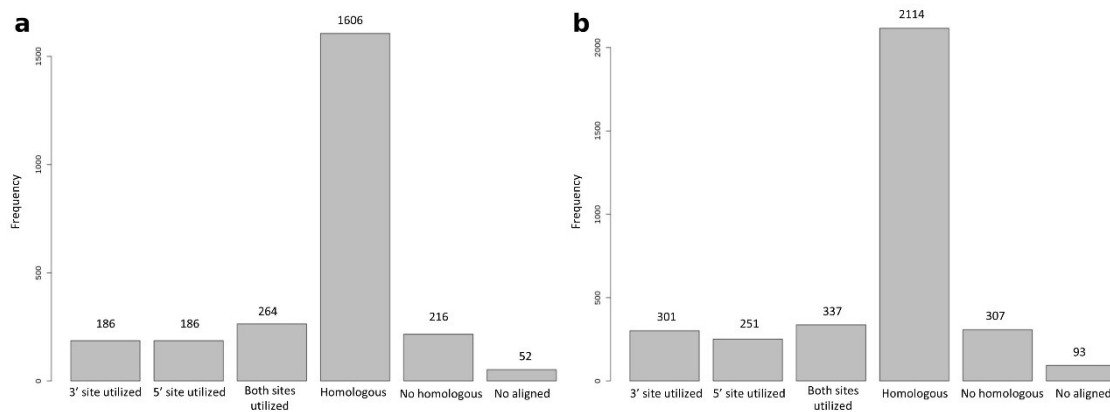 a
1606
1500
1000
500
0
Frequency
186
186
264
216
52
3' site utilized
5' site utilized
Both sites
utilized
Homologous
No homologous
No aligned
b
2114
2000
1500
1000
500
0
Frequency
301
251
337
307
93
3' site utilized
5' site utilized
Both sites
utilized
Homologous
No homologous
No aligned